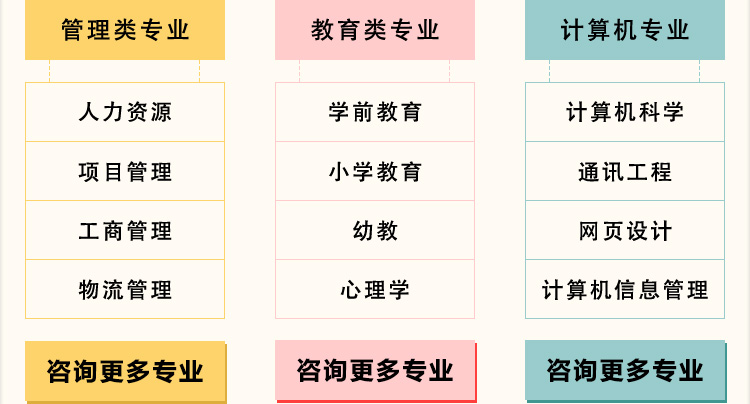 管理类专业
人力资源
项目管理
工商管理
物流管理
咨询更多专业
教育类专业
学前教育
小学教育
幼教
心理学
咨询更多专业
计算机专业
计算机科学
通讯工程
网页设计
计算机信息管理
咨询更多专业